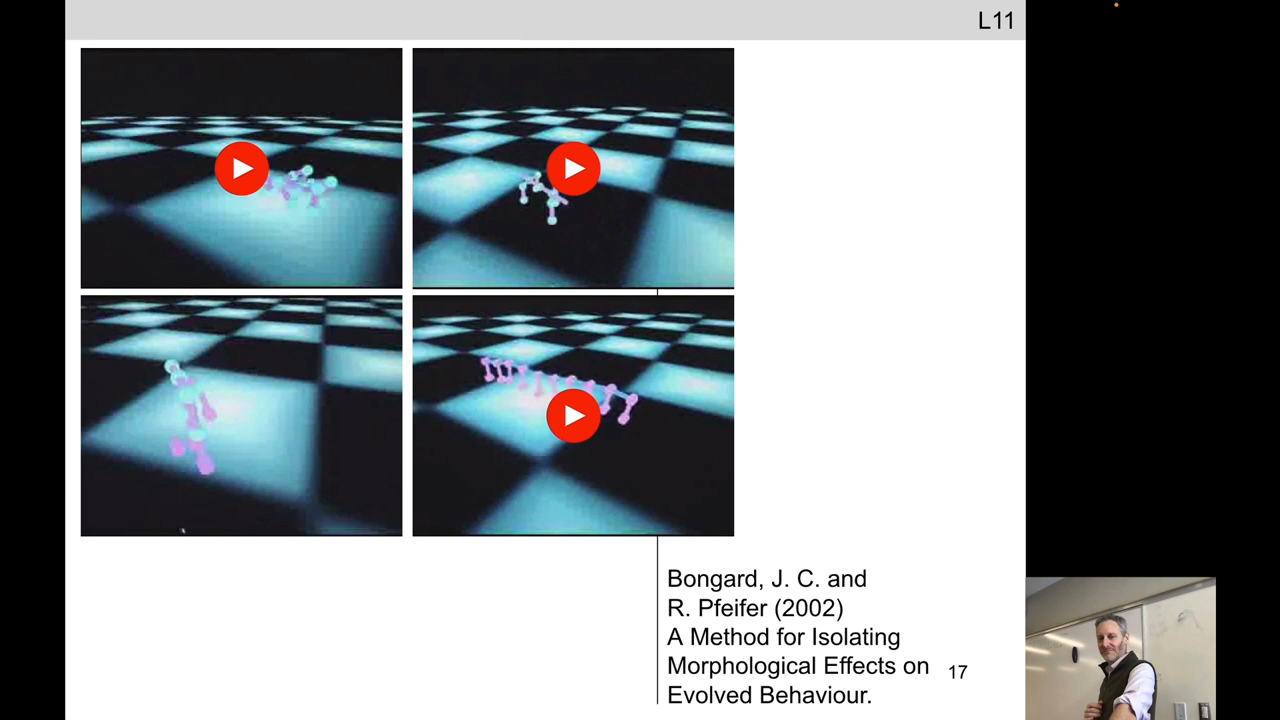 L11
Bongard, J. C. and
R. Pfeifer (2002)
A Method for Isolating
Morphological Effects on
Evolved Behaviour.
17